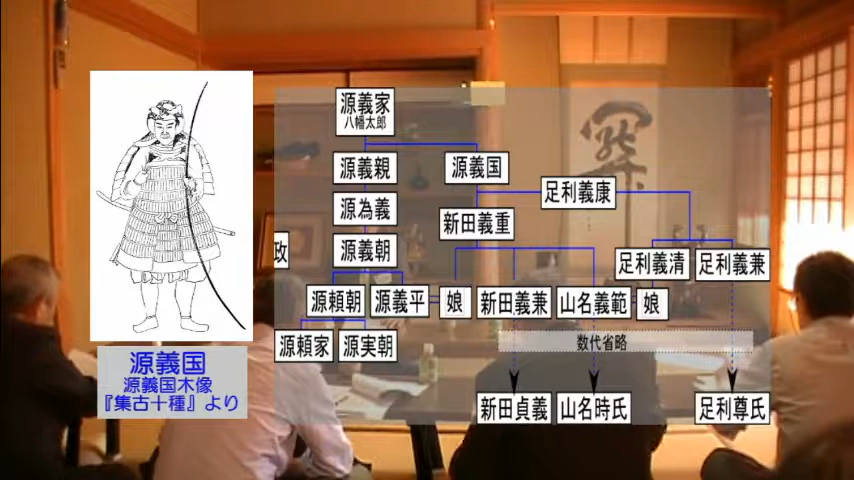 源義家
八幡太郎
源義親
源義国
足利義康
源為義
新田義重
政
源義朝
足利義清
足利義兼
源頼朝
源義平
娘
新田義兼
山名義範
娘
源頼家
源実朝
数代省略
新田貞義
山名時氏
足利尊氏
源義国
源義国木像
『集古十種』より